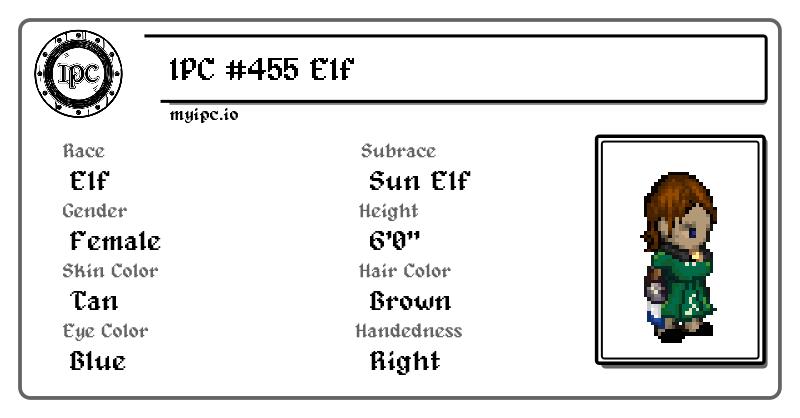 IPC
IPC #455 Elf
myipc.io
Race
Elf
Subrace
Sun Elf
Gender
Female
Height
6'0"
Skin Color
Tan
Hair Color
Brown
Eye Color
Blue
Handedness
Right